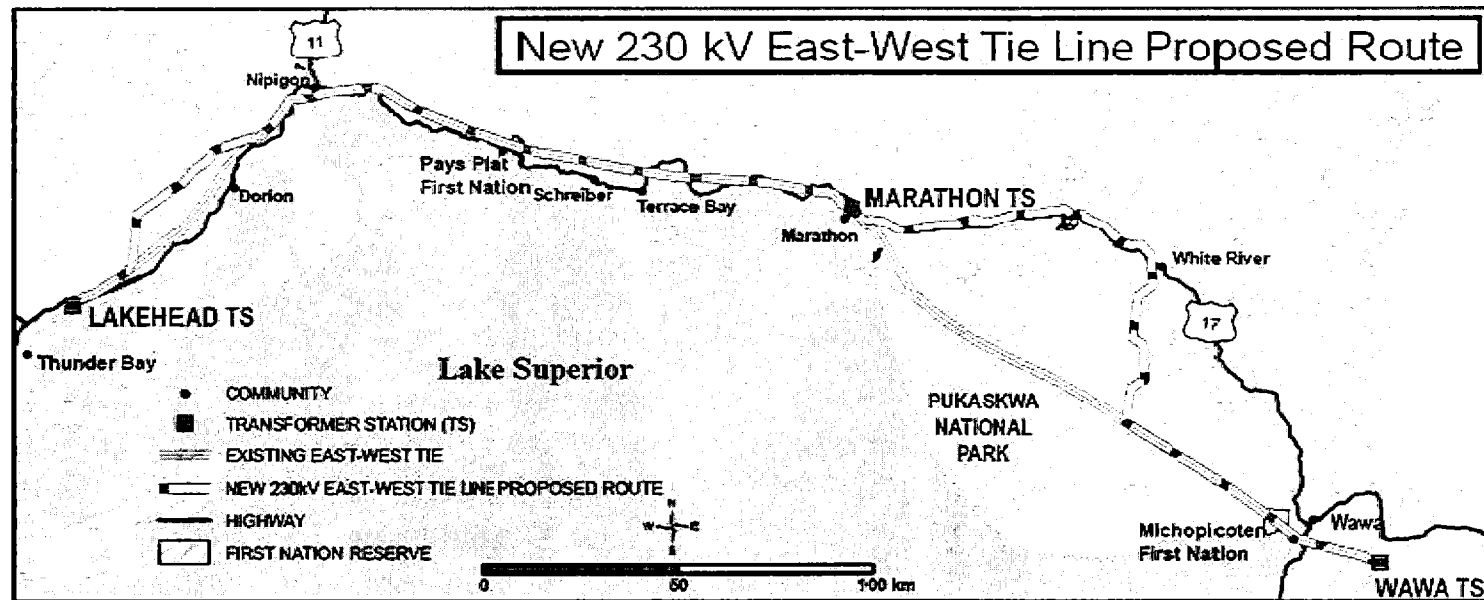 New 230 kV East-West Tie Line Proposed Route
11
Nipigon
Pays Plat
First Nation
Schreiber
Terrace Bay
MARATHON TS
Marathon
Dorion
White River
17
LAKEHEAD TS
Thunder Bay
Lake Superior
COMMUNITY
TRANSFORMER STATION (TS)
EXISTING EAST-WEST TIE
NEW 230kV EAST-WEST TIE LINE PROPOSED ROUTE
HIGHWAY
FIRST NATION RESERVE
N
W
E
S
0
50
100 km
PUKASKWA
NATIONAL
PARK
Michopicoten
First Nation
Wawa
WAWA TS